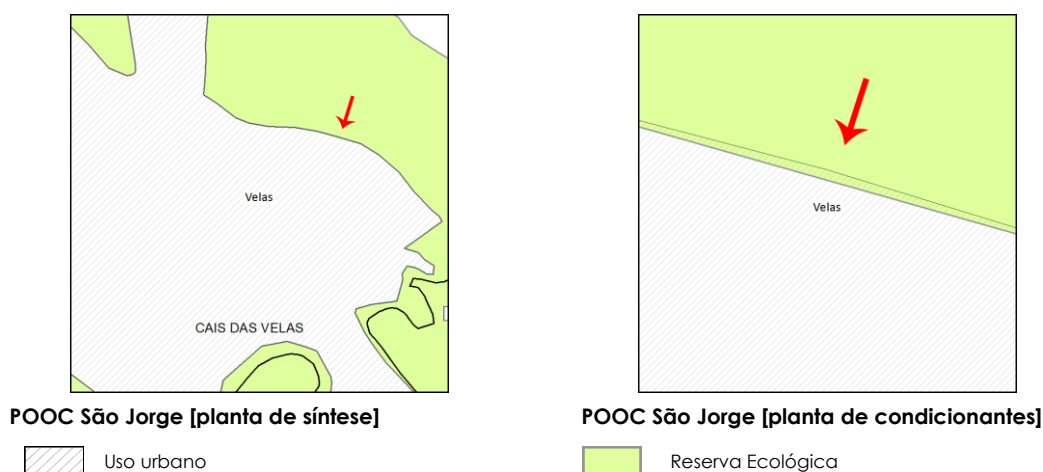 Velas
CAIS DAS VELAS
Velas
POOC São Jorge [planta de síntese]
POOC São Jorge [planta de condicionantes]
Uso urbano
Reserva Ecológica